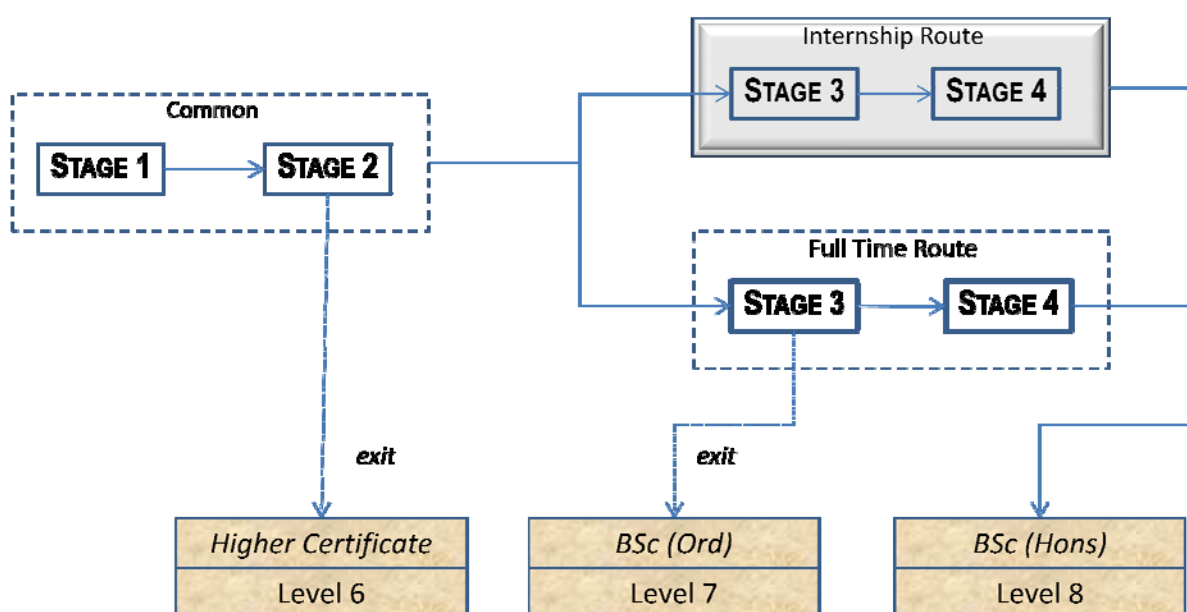 Internship Route
STAGE 3
STAGE 4
Common
STAGE 1
STAGE 2
Full Time Route
STAGE 3
STAGE 4
exit
exit
Higher Certificate
Level 6
BSc (Ord)
Level 7
BSc (Hons)
Level 8